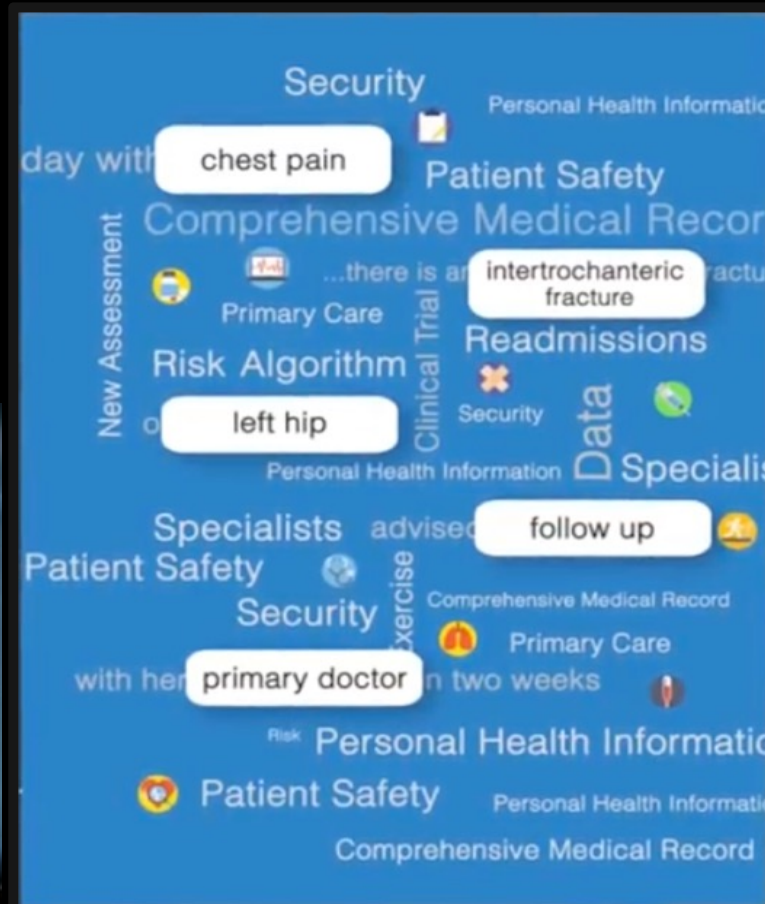 Security
Personal Health Informatio
day with
chest pain
Patient Safety
Comprehensive Medical Recor
New Assessment
...there is an
intertrochanteric
fracture
ractu
Primary Care
Clinical Trial
Readmissions
Risk Algorithm
Security
Data
o
left hip
Personal Health Information
Specialis
Specialists
advised
follow up
Patient Safety
Exercise
Security
Comprehensive Medical Record
Primary Care
with her
primary doctor
n two weeks
Risk
Personal Health Informatio
Patient Safety
Personal Health Informatio
Comprehensive Medical Record